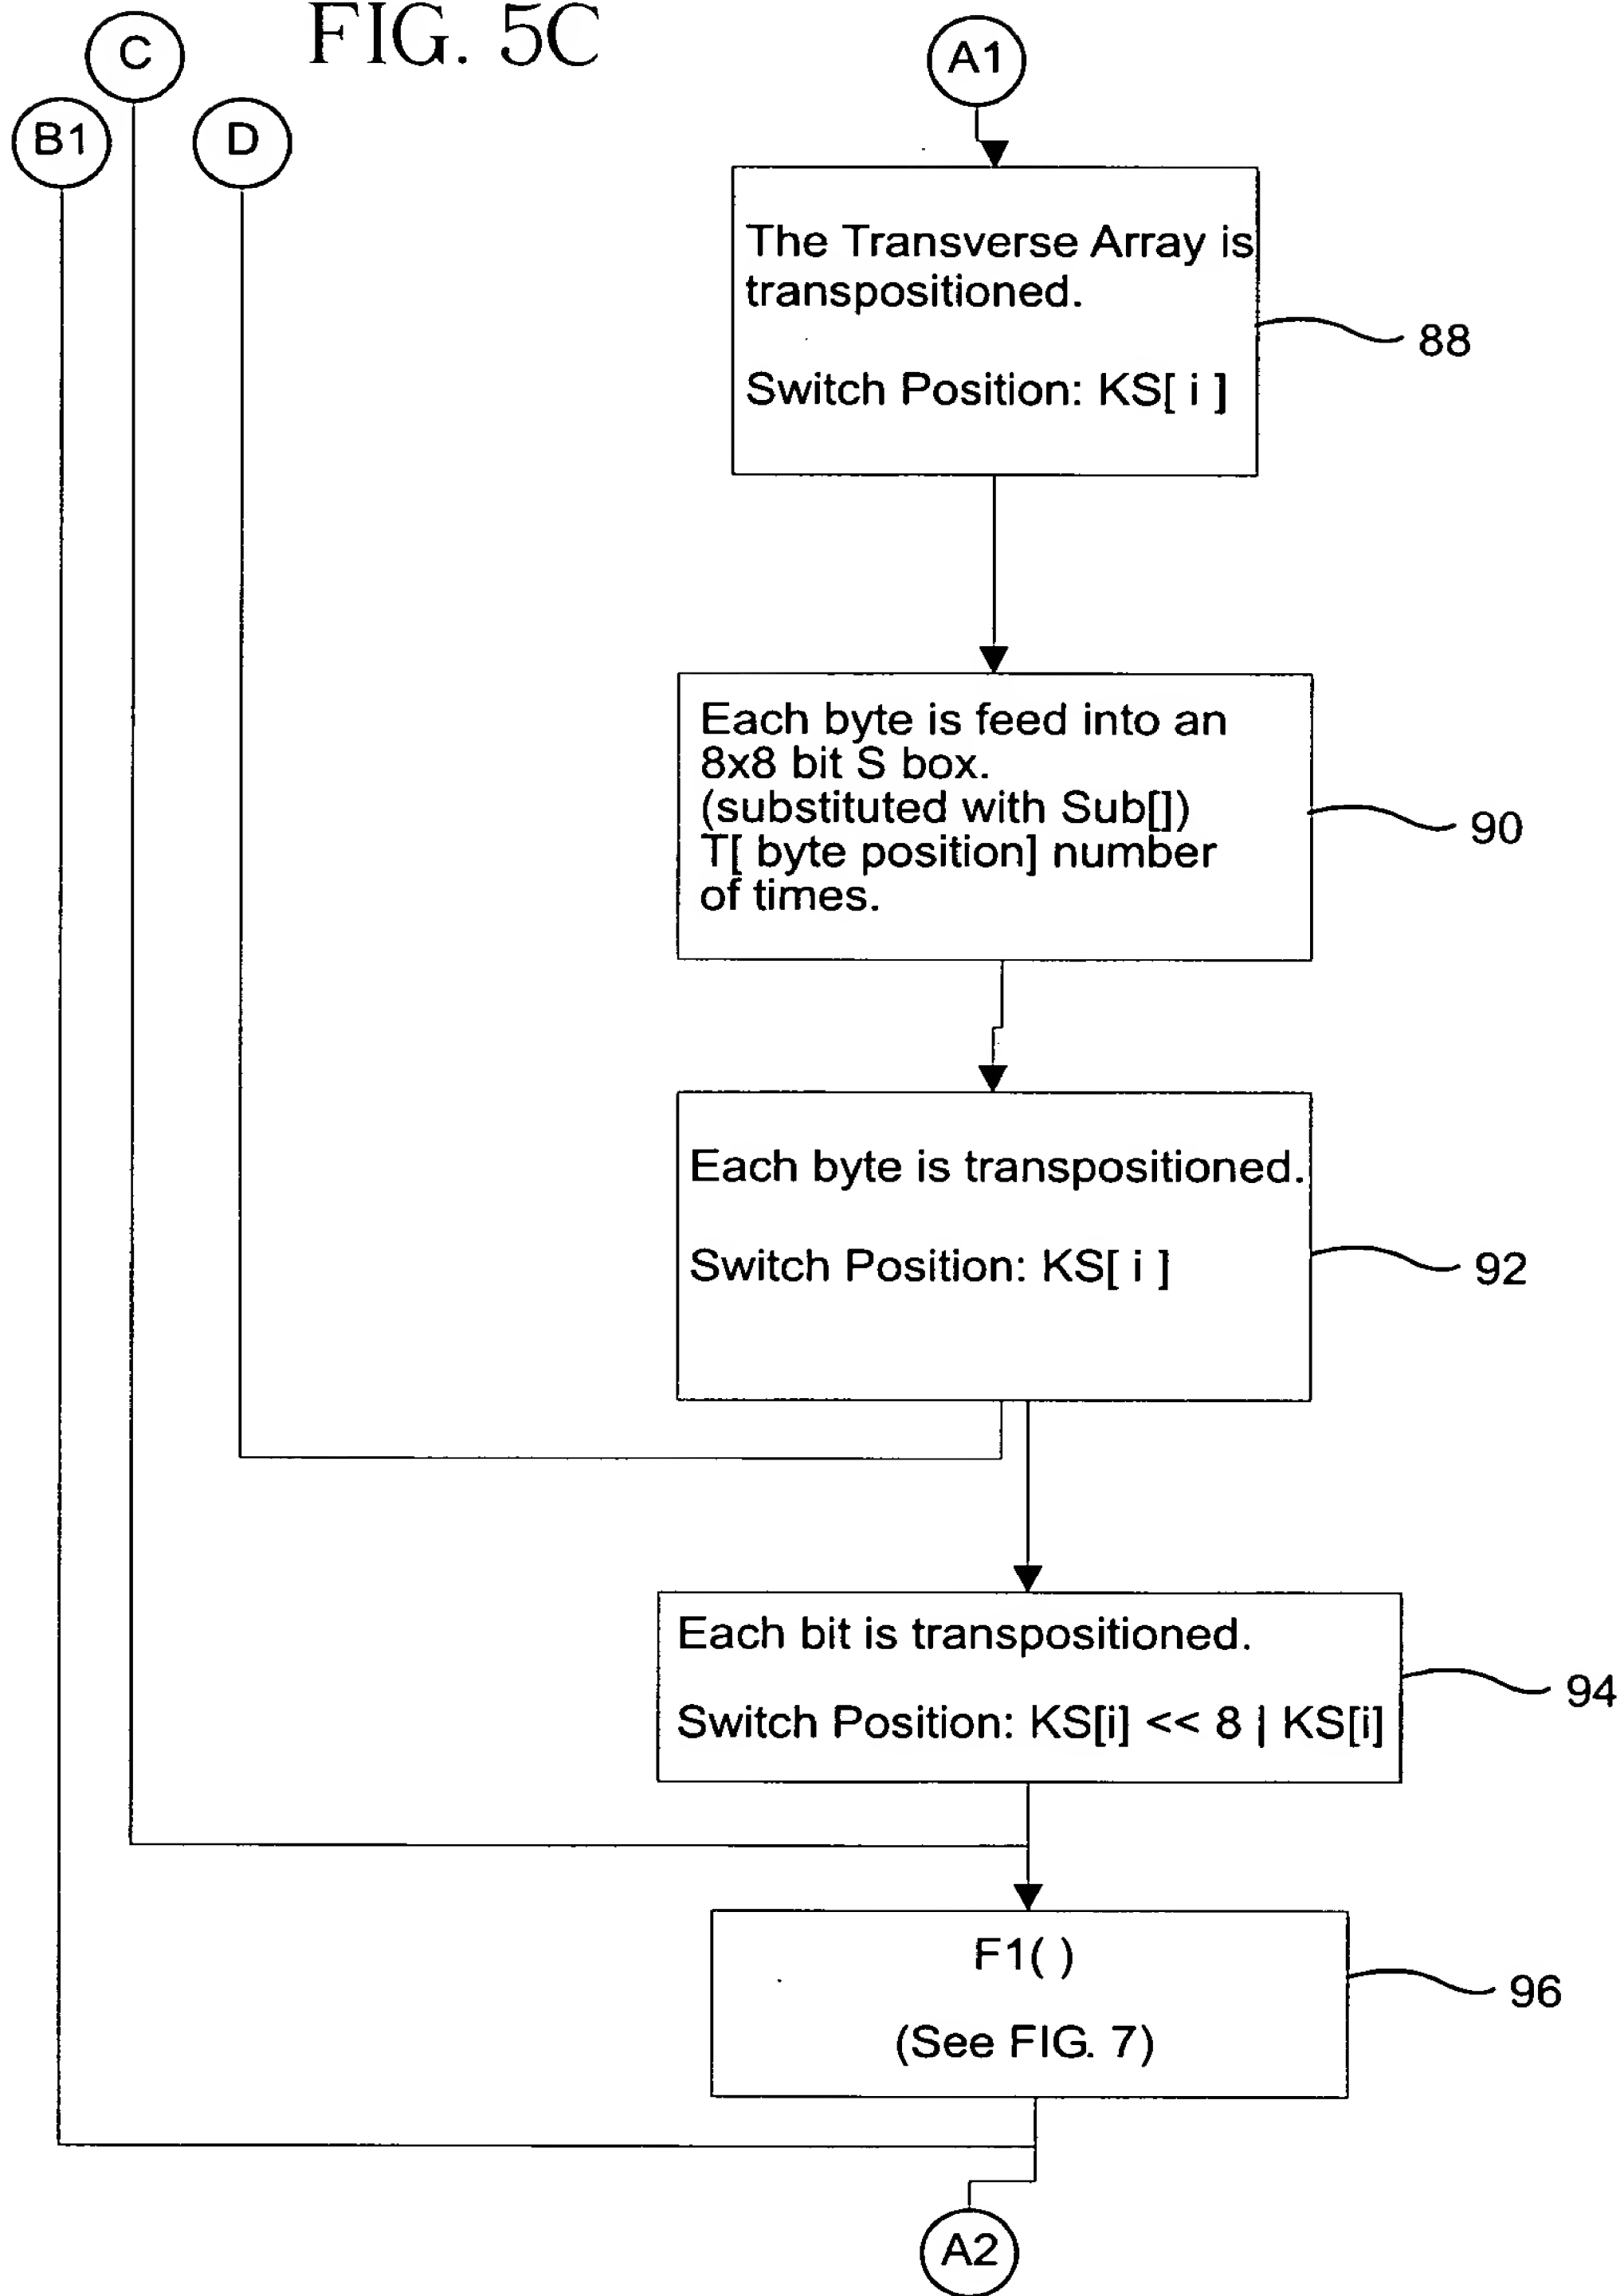 FIG. 5C
C
A1
B1
D
The Transverse Array is
transpositioned.
Switch Position: KS[ i ]
88
Each byte is feed into an
8x8 bit S box.
(substituted with Sub[])
T[ byte position] number
of times.
90
Each byte is transpositioned.
Switch Position: KS[ i ]
92
Each bit is transpositioned.
Switch Position: KS[i] << 8 | KS[i]
94
F1( )
(See FIG. 7)
96
A2